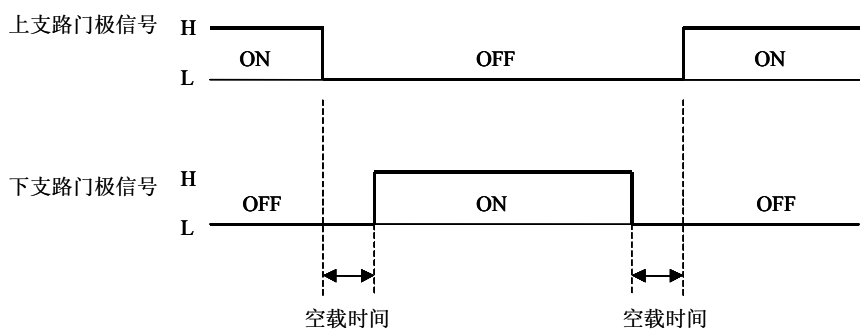 上支路门极信号 H
ON OFF ON
L
下支路门极信号 H
OFF ON OFF
L
空载时间 空载时间